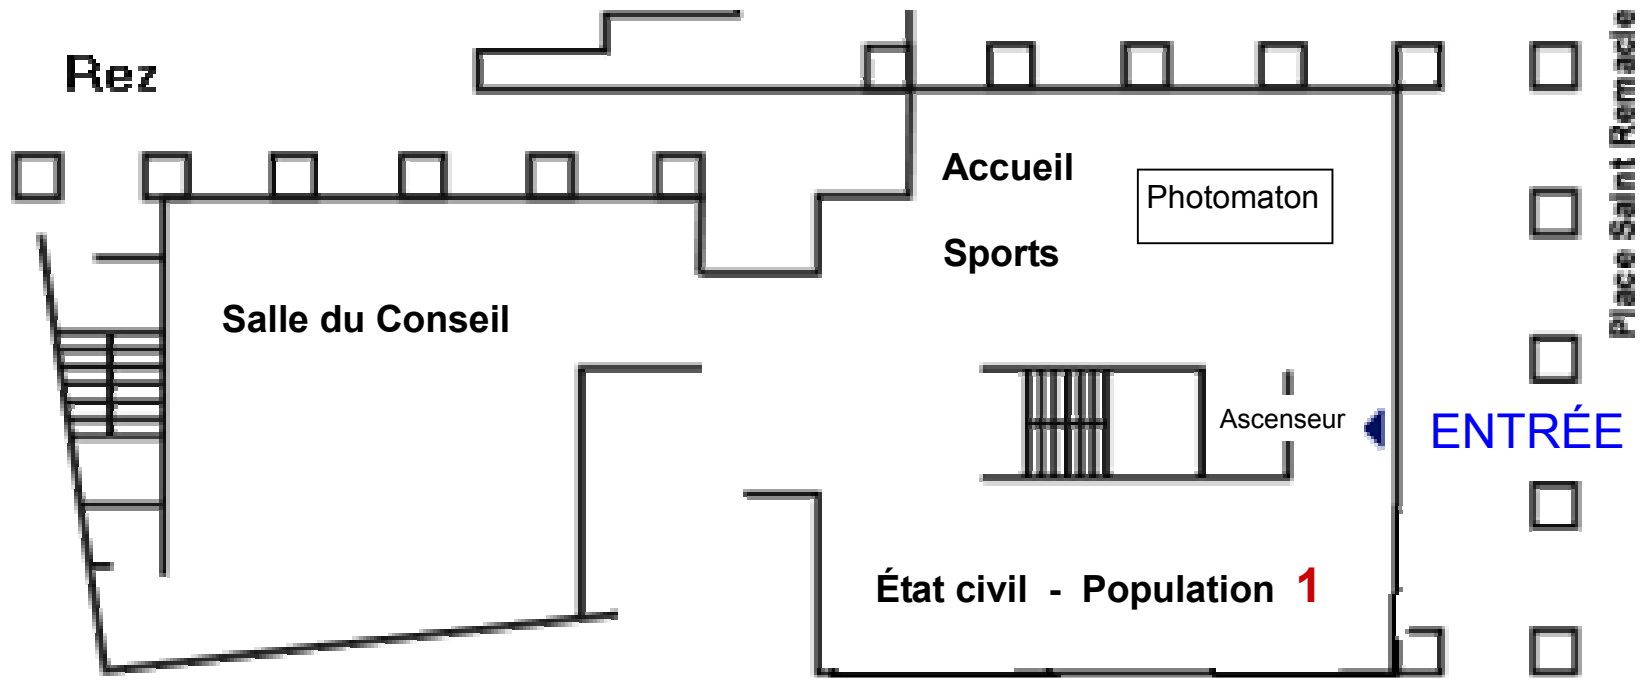 Rez
Place Saint Remacle
Accueil
Photomaton
Sports
Salle du Conseil
Ascenseur
ENTRÉE
État civil - Population 1